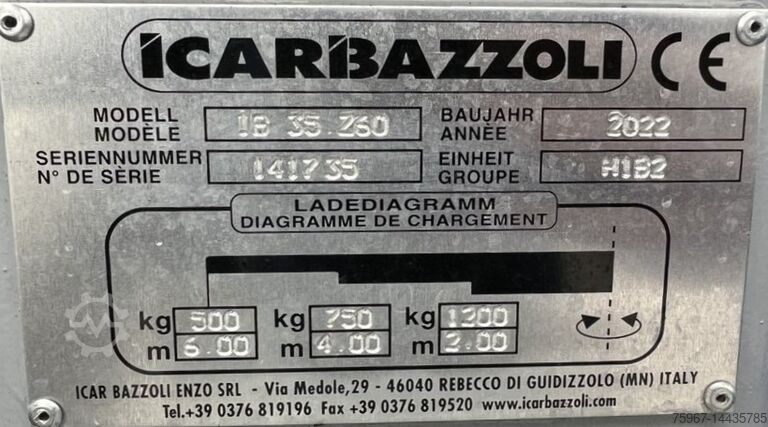 ICARBAZZOLI CE
MODELL
MODÈLE
IB 35.Z60
BAUJAHR
ANNÈE
2022
SERIENNUMMER
N° DE SÈRIE
141735
EINHEIT
GROUPE
H1B2
LADEDIAGRAMM
DIAGRAMME DE CHARGEMENT
kg 500 kg 750 kg 1200
m 6.00 m 4.00 m 2.00
ICAR BAZZOLI ENZO SRL - Via Medole,29 - 46040 REBECCO DI GUIDIZZOLO (MN) ITALY
Tel.+39 0376 819196 Fax +39 0376 819520 www.icarbazzoli.com
75967-14435785